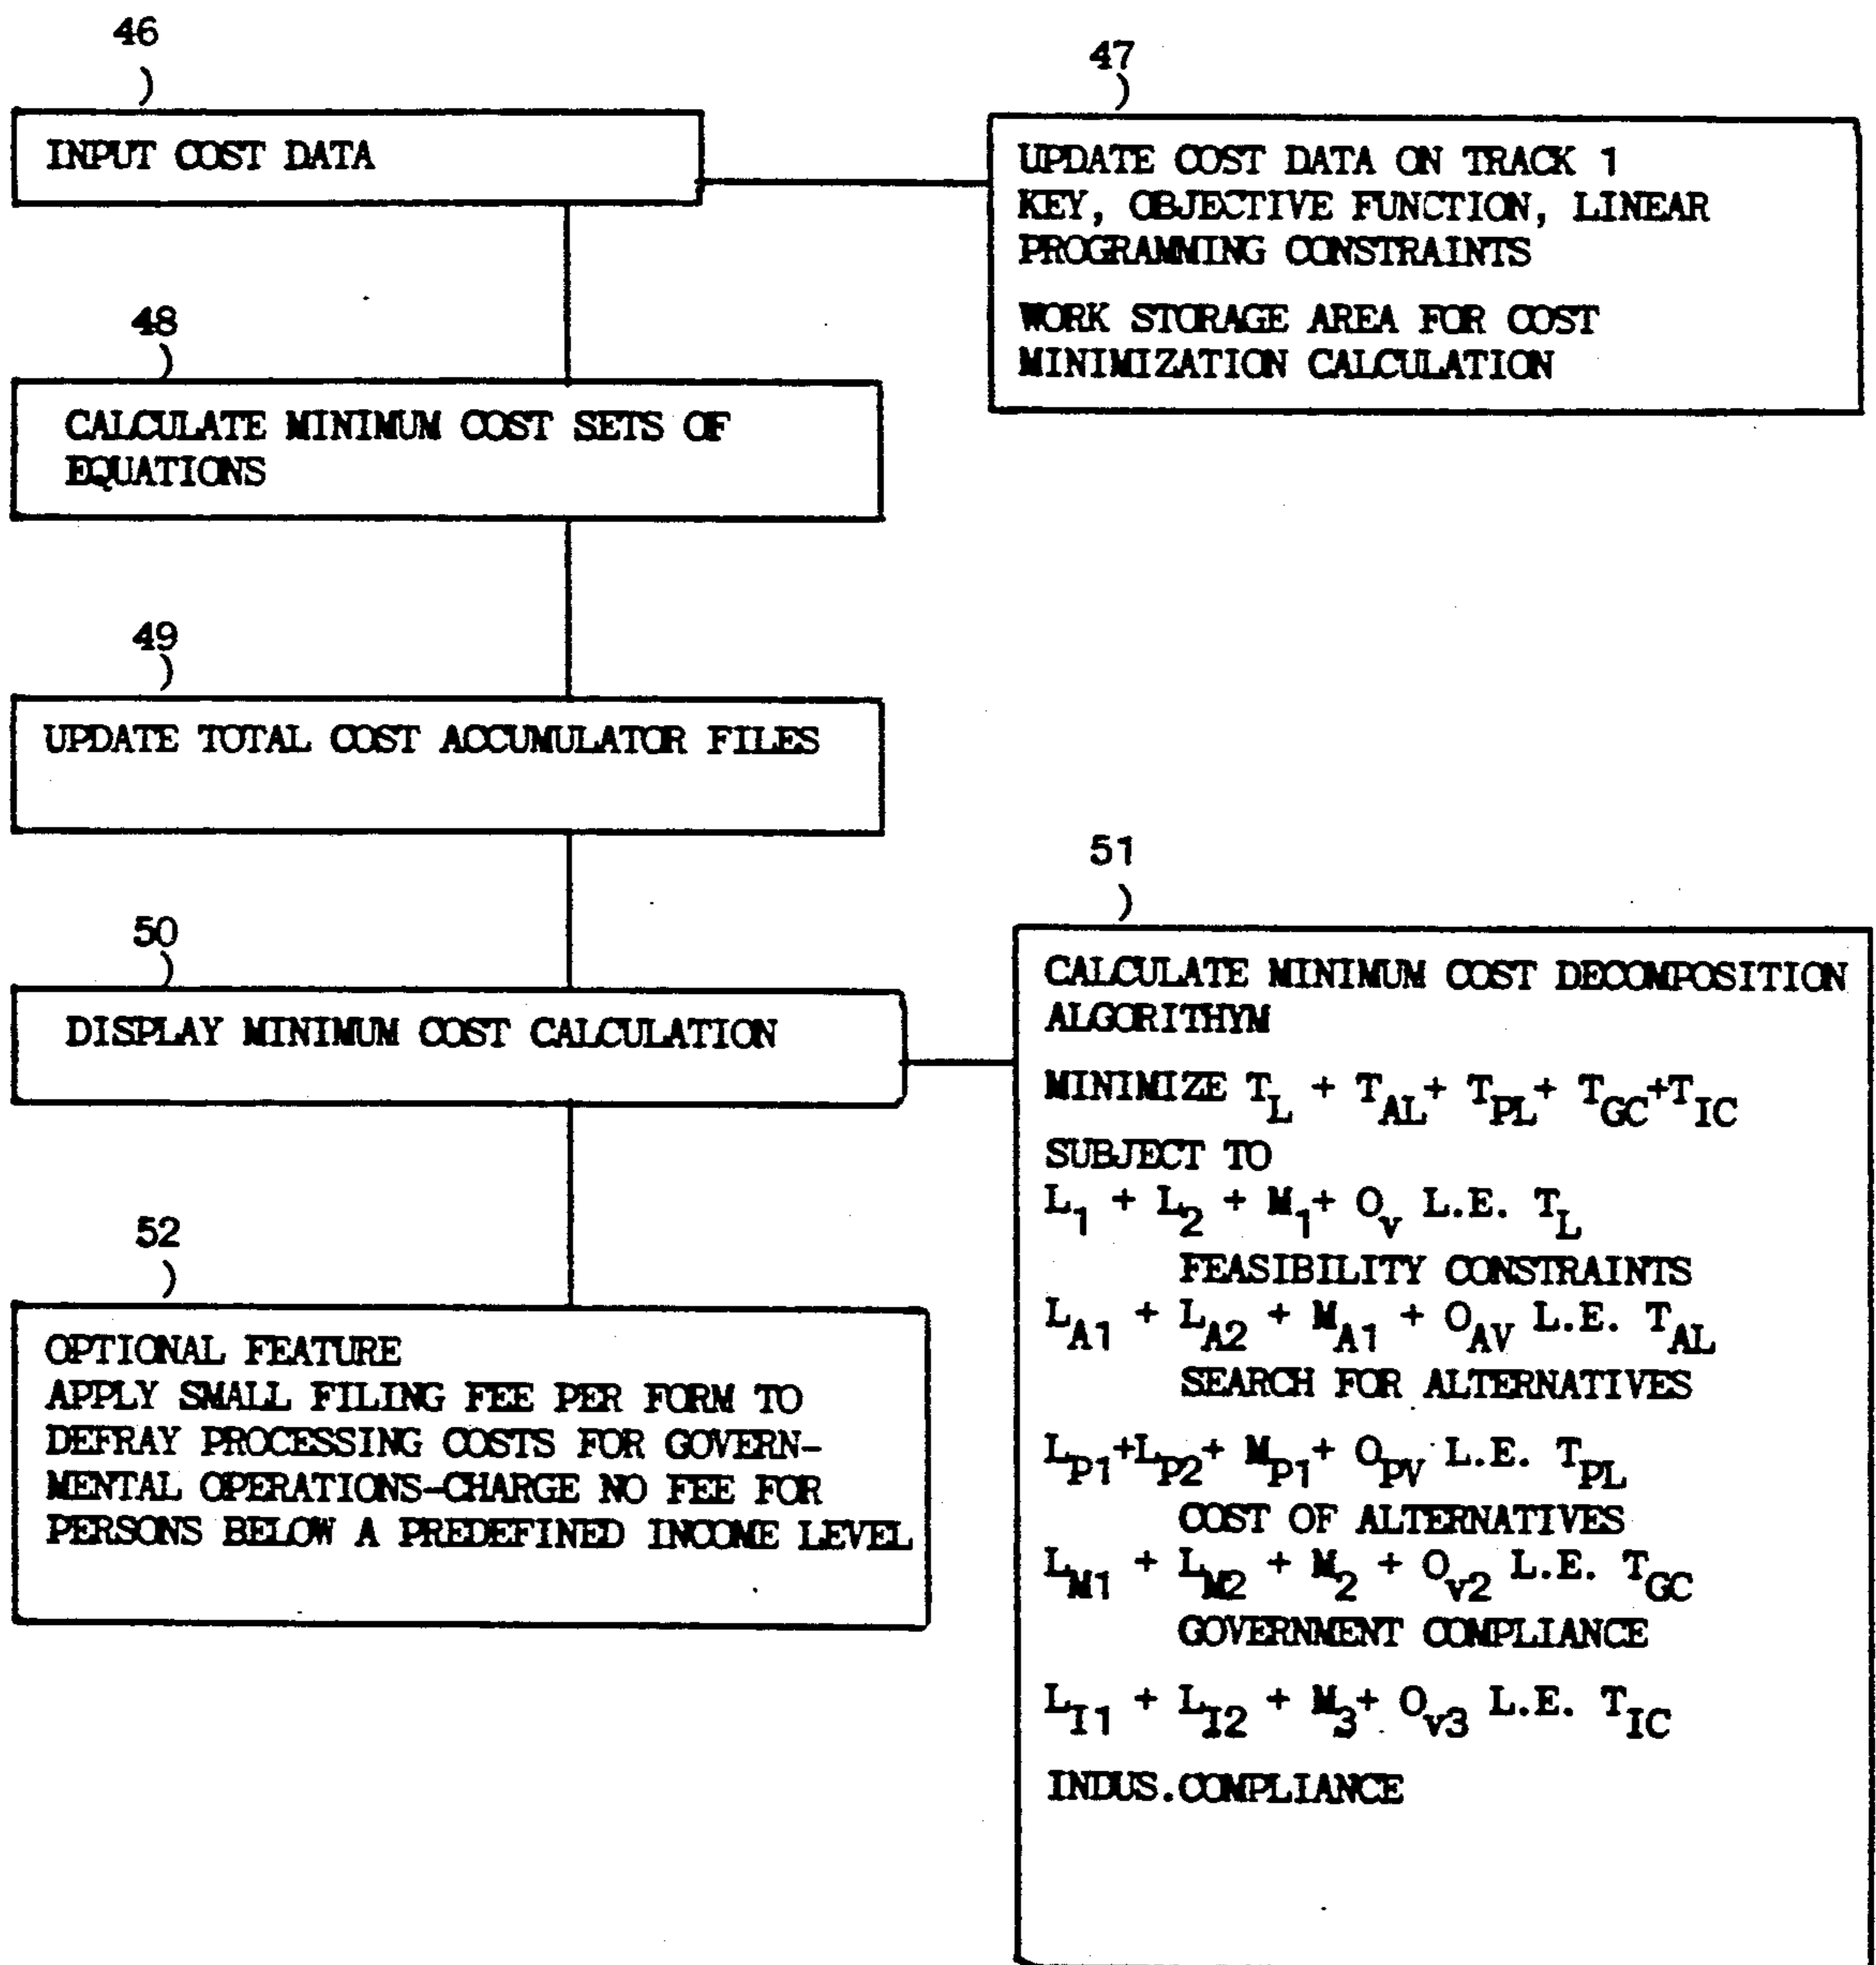 46
INPUT COST DATA
47
UPDATE COST DATA ON TRACK 1
KEY, OBJECTIVE FUNCTION, LINEAR
PROGRAMMING CONSTRAINTS
WORK STORAGE AREA FOR COST
MINIMIZATION CALCULATION
48
CALCULATE MINIMUM COST SETS OF
EQUATIONS
49
UPDATE TOTAL COST ACCUMULATOR FILES
50
DISPLAY MINIMUM COST CALCULATION
51
CALCULATE MINIMUM COST DECOMPOSITION
ALGORITHYM
MINIMIZE T_L + T_AL + T_PL + T_GC + T_IC
SUBJECT TO
L_1 + L_2 + M_1 + O_v L.E. T_L
FEASIBILITY CONSTRAINTS
L_A1 + L_A2 + M_A1 + O_AV L.E. T_AL
SEARCH FOR ALTERNATIVES
L_P1 + L_P2 + M_P1 + O_PV L.E. T_PL
COST OF ALTERNATIVES
L_M1 + L_M2 + M_2 + O_v2 L.E. T_GC
GOVERNMENT COMPLIANCE
L_I1 + L_I2 + M_3 + O_v3 L.E. T_IC
INDUS.COMPLIANCE
52
OPTIONAL FEATURE
APPLY SMALL FILING FEE PER FORM TO
DEFRAY PROCESSING COSTS FOR GOVERN-
MENTAL OPERATIONS-CHARGE NO FEE FOR
PERSONS BELOW A PREDEFINED INCOME LEVEL